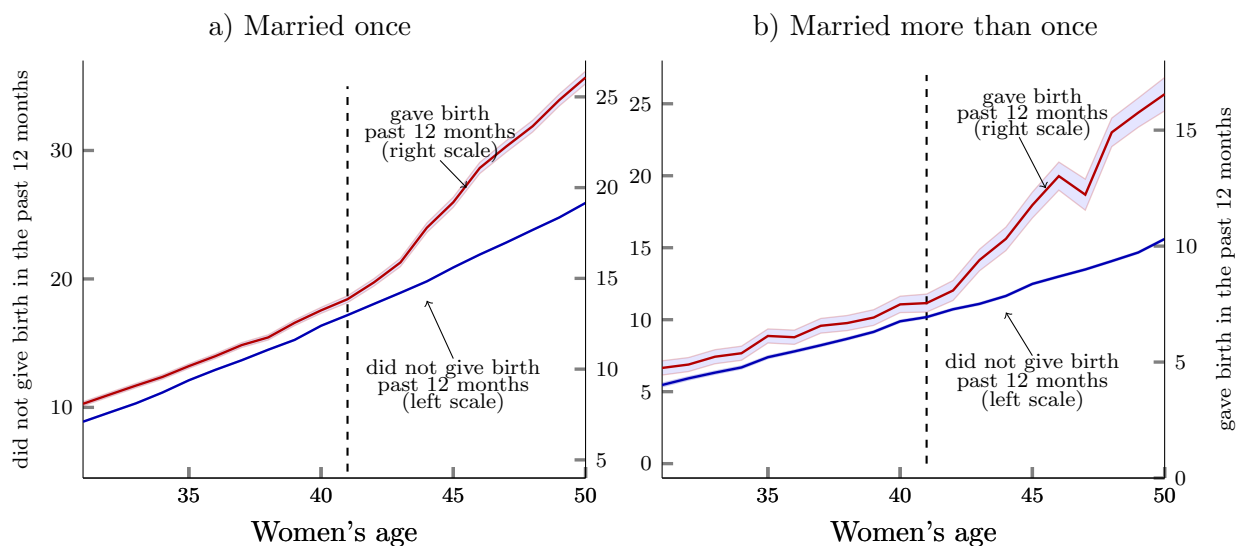 a) Married once
did not give birth in the past 12 months
30
20
10
gave birth
past 12 months
(right scale)
did not give birth
past 12 months
(left scale)
25
20
15
10
5
35
40
45
50
Women's age
b) Married more than once
25
20
15
10
5
0
gave birth
past 12 months
(right scale)
did not give birth
past 12 months
(left scale)
15
10
5
0
gave birth in the past 12 months
35
40
45
50
Women's age